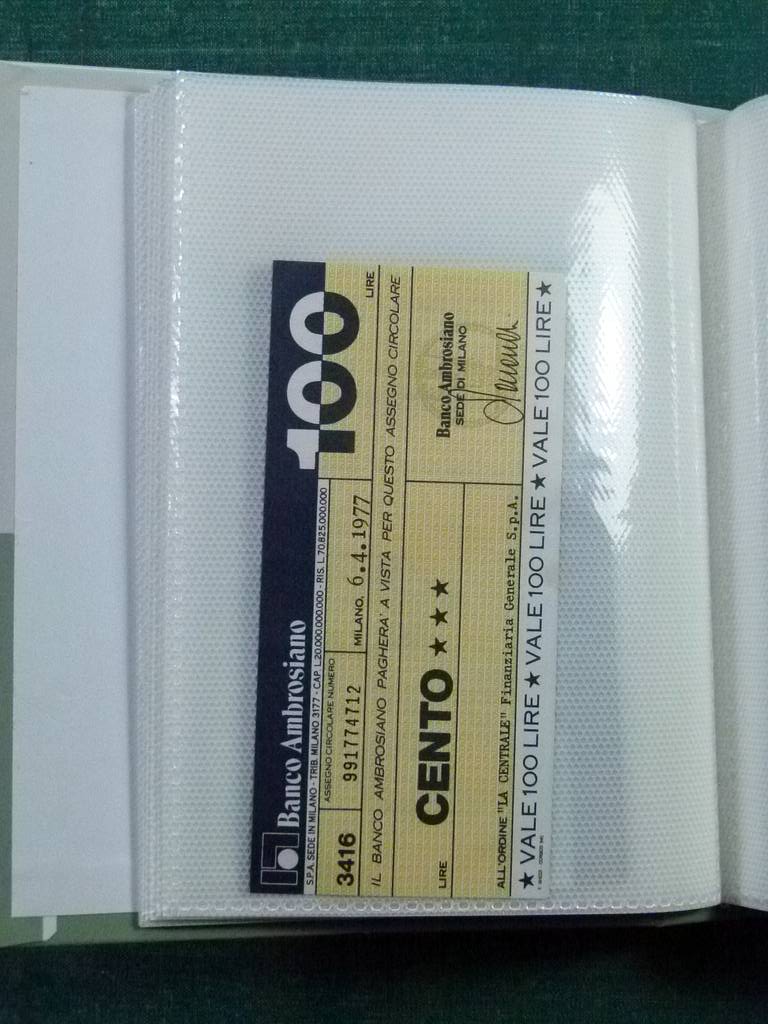 Banco Ambrosiano
100
S.P.A. SEDE IN MILANO - TRIB. MILANO 3177 - CAP. L.20.000.000.000 - RIS. L.70.825.000.000
LIRE
ASSEGNO CIRCOLARE NUMERO
3416 991774712 MILANO, 6.4.1977
IL BANCO AMBROSIANO PAGHERA' A VISTA PER QUESTO ASSEGNO CIRCOLARE
LIRE CENTO ★ ★ ★
Banco Ambrosiano
SEDE DI MILANO
ALL'ORDINE "LA CENTRALE" Finanziaria Generale S.p.A.
★ VALE 100 LIRE ★ VALE 100 LIRE ★ VALE 100 LIRE ★